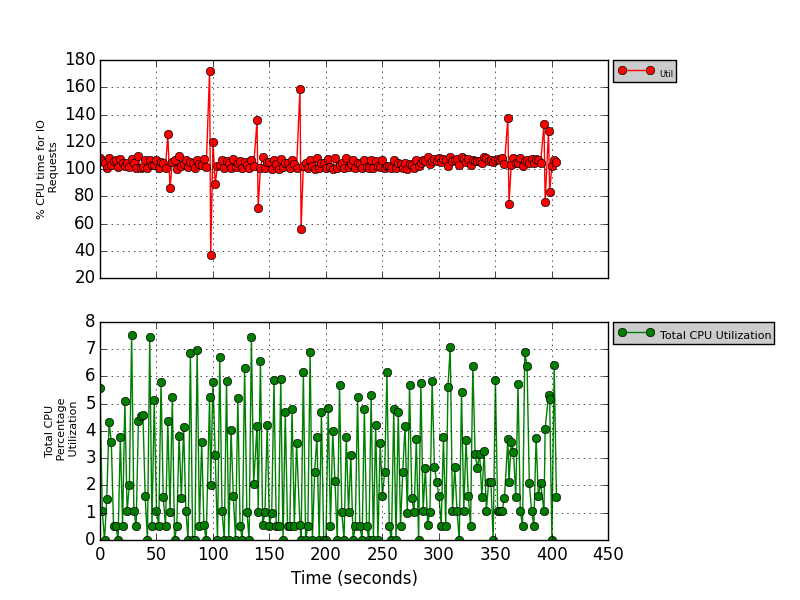 180
160
140
120
100
80
60
40
20
% CPU time for IO
Requests
Util
8
7
6
5
4
3
2
1
0
Total CPU
Percentage
Utilization
Total CPU Utilization
0 50 100 150 200 250 300 350 400 450
Time (seconds)